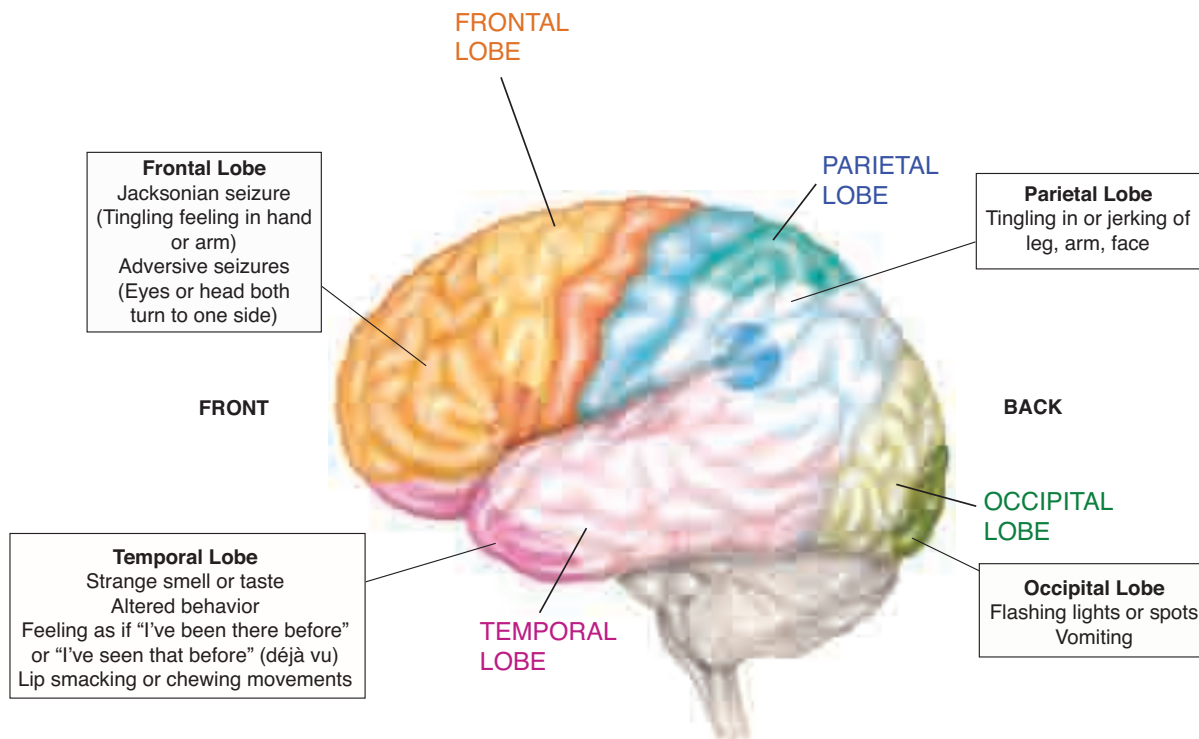 FRONTAL
LOBE
Frontal Lobe
Jacksonian seizure
(Tingling feeling in hand
or arm)
Adversive seizures
(Eyes or head both
turn to one side)
PARIETAL
LOBE
Parietal Lobe
Tingling in or jerking of
leg, arm, face
FRONT
BACK
OCCIPITAL
LOBE
Temporal Lobe
Strange smell or taste
Altered behavior
Feeling as if “I’ve been there before”
or “I’ve seen that before” (déjà vu)
Lip smacking or chewing movements
TEMPORAL
LOBE
Occipital Lobe
Flashing lights or spots
Vomiting